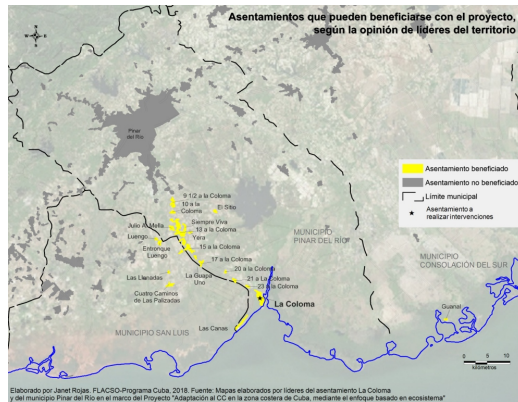 Asentamientos que pueden beneficiarse con el proyecto,
según la opinión de líderes del territorio
N
W E
S
Pinar
del Río
Asentamiento beneficiado
Asentamiento no beneficiado
Límite municipal
Asentamiento a
realizar intervenciones
9 1/2 a la Coloma
10 a la
Coloma
El Sitio
Siempre Viva
Julio A. Mella
13 a la Coloma
Luengo
Yara
Entronque
Luengo
15 a la Coloma
MUNICIPIO
PINAR DEL RÍO
17 a la Coloma
MUNICIPIO
CONSOLACIÓN DEL SUR
20 a la Coloma
Las Llanadas
La Guapa
Uno
21 a La Coloma
23 a la Coloma
Cuatro Caminos
de Las Palizadas
La Coloma
Guanal
MUNICIPIO SAN LUIS
Las Canas
0 5 10
kilómetros
Elaborado por Janet Rojas. FLACSO-Programa Cuba, 2018. Fuente: Mapas elaborados por líderes del asentamiento La Coloma
y del municipio Pinar del Río en el marco del Proyecto "Adaptación al CC en la zona costera de Cuba, mediante el enfoque basado en ecosistema"